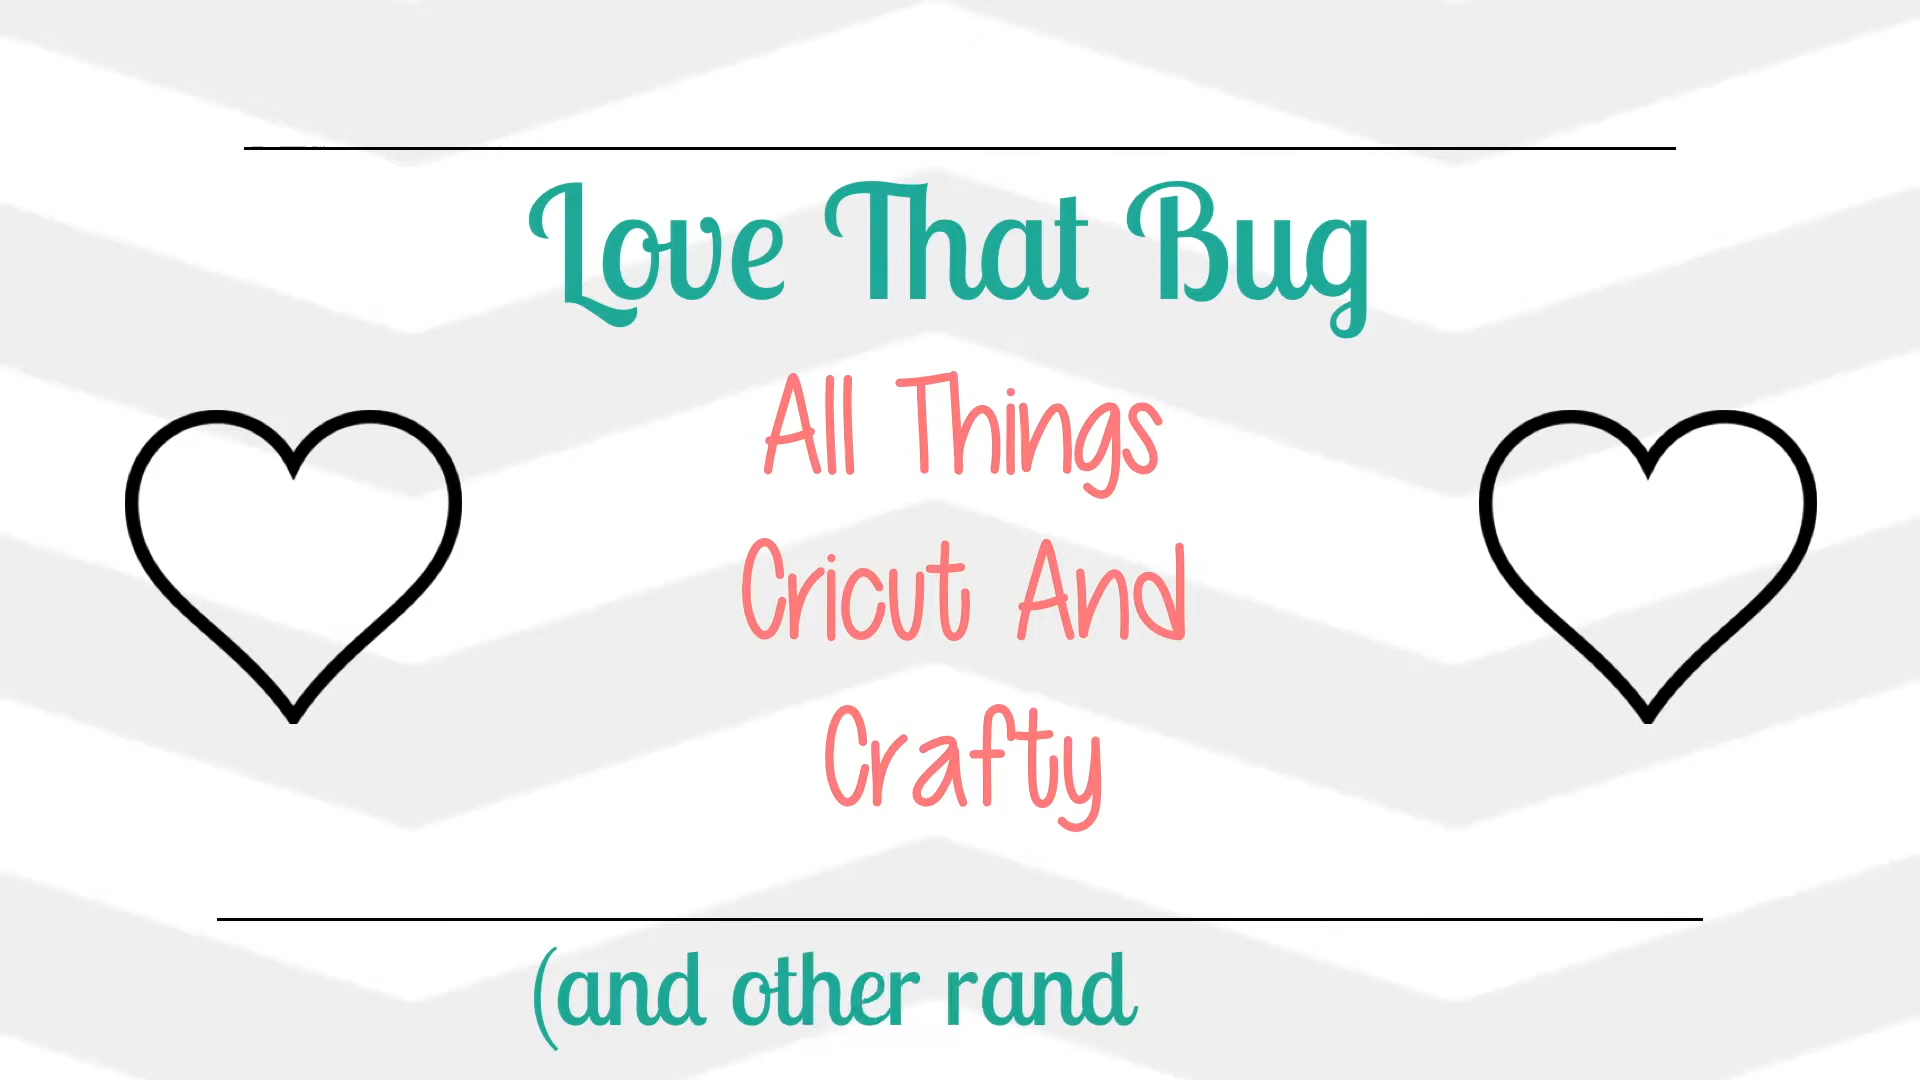 Love That Bug
All Things
Cricut And
Crafty
(and other rand